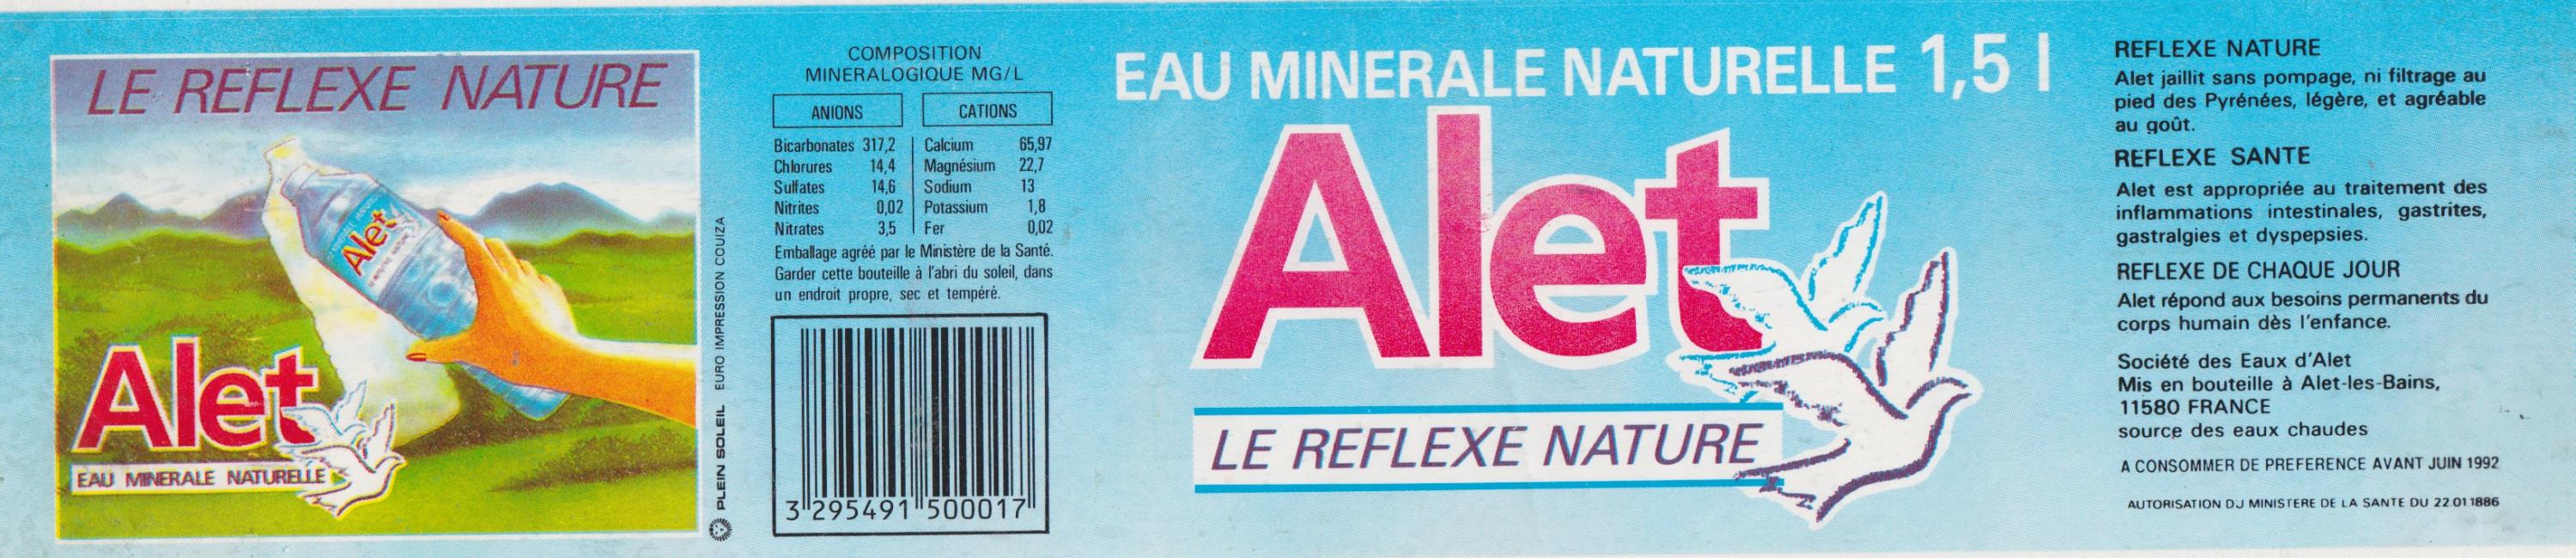 LE REFLEXE NATURE
EAU MINERALE NATURELLE
Alet
LE REFLEXE NATURE
Alet
EAU MINERALE NATURELLE
PLEIN SOLEIL EURO IMPRESSION COUIZA
COMPOSITION
MINERALOGIQUE MG/L
ANIONS CATIONS
Bicarbonates 317,2 Calcium 65,97
Chlorures 14,4 Magnésium 22,7
Sulfates 14,6 Sodium 13
Nitrites 0,02 Potassium 1,8
Nitrates 3,5 Fer 0,02
Emballage agréé par le Ministère de la Santé.
Garder cette bouteille à l'abri du soleil, dans
un endroit propre, sec et tempéré.
3 295491 500017
EAU MINERALE NATURELLE 1,5 l
Alet
LE REFLEXE NATURE
REFLEXE NATURE
Alet jaillit sans pompage, ni filtrage au
pied des Pyrénées, légère, et agréable
au goût.
REFLEXE SANTE
Alet est appropriée au traitement des
inflammations intestinales, gastrites,
gastralgies et dyspepsies.
REFLEXE DE CHAQUE JOUR
Alet répond aux besoins permanents du
corps humain dès l'enfance.
Société des Eaux d'Alet
Mis en bouteille à Alet-les-Bains,
11580 FRANCE
source des eaux chaudes
A CONSOMMER DE PREFERENCE AVANT JUIN 1992
AUTORISATION DU MINISTERE DE LA SANTE DU 22.01.1886